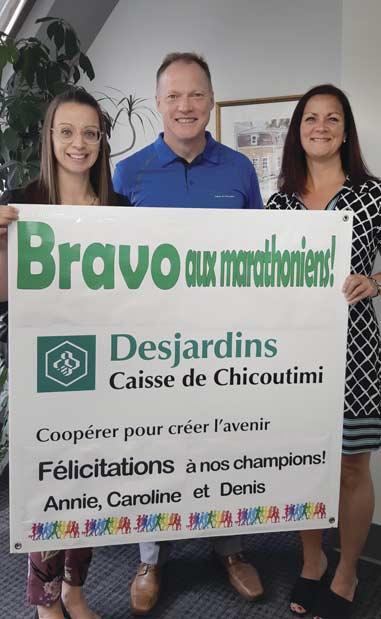 Bravo aux marathoniens!
Desjardins
Caisse de Chicoutimi
Coopérer pour créer l'avenir
Félicitations à nos champions!
Annie, Caroline et Denis